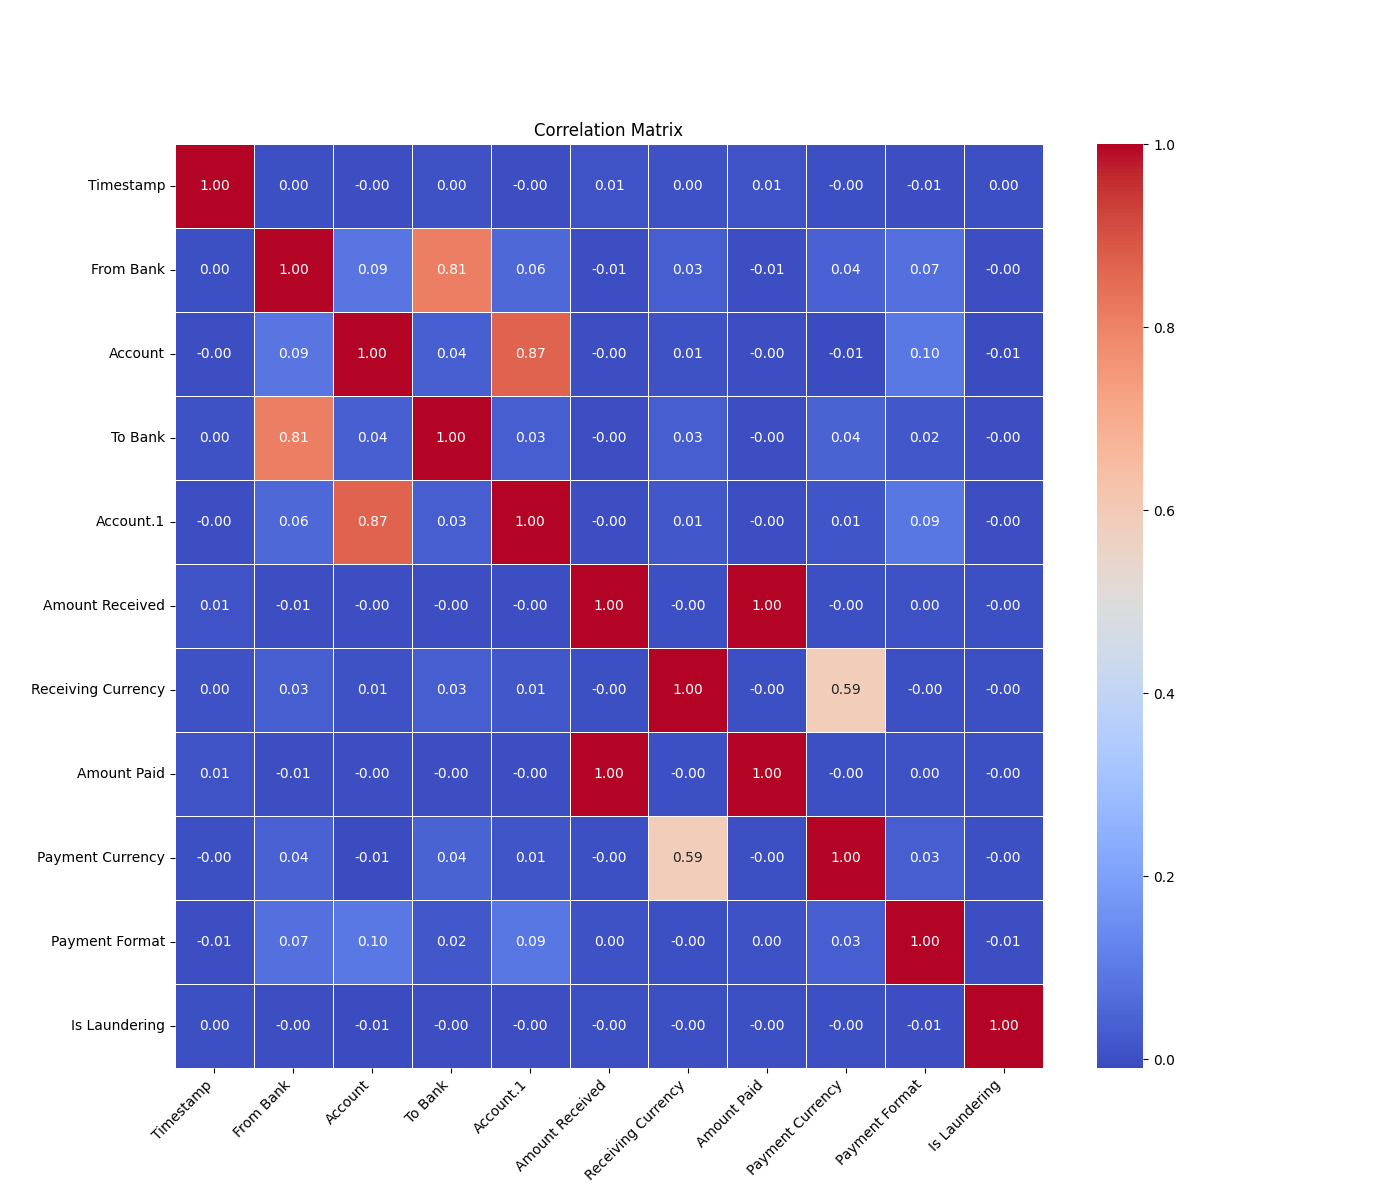 Correlation Matrix
Timestamp 1.00 0.00 -0.00 0.00 -0.00 0.01 0.00 0.01 -0.00 -0.01 0.00
From Bank 0.00 1.00 0.09 0.81 0.06 -0.01 0.03 -0.01 0.04 0.07 -0.00
Account -0.00 0.09 1.00 0.04 0.87 -0.00 0.01 -0.00 -0.01 0.10 -0.01
To Bank 0.00 0.81 0.04 1.00 0.03 -0.00 0.03 -0.00 0.04 0.02 -0.00
Account.1 -0.00 0.06 0.87 0.03 1.00 -0.00 0.01 -0.00 0.01 0.09 -0.00
Amount Received 0.01 -0.01 -0.00 -0.00 -0.00 1.00 -0.00 1.00 -0.00 0.00 -0.00
Receiving Currency 0.00 0.03 0.01 0.03 0.01 -0.00 1.00 -0.00 0.59 -0.00 -0.00
Amount Paid 0.01 -0.01 -0.00 -0.00 -0.00 1.00 -0.00 1.00 -0.00 0.00 -0.00
Payment Currency -0.00 0.04 -0.01 0.04 0.01 -0.00 0.59 -0.00 1.00 0.03 -0.00
Payment Format -0.01 0.07 0.10 0.02 0.09 0.00 -0.00 0.00 0.03 1.00 -0.01
Is Laundering 0.00 -0.00 -0.01 -0.00 -0.00 -0.00 -0.00 -0.00 -0.00 -0.01 1.00
Timestamp From Bank Account To Bank Account.1 Amount Received Receiving Currency Amount Paid Payment Currency Payment Format Is Laundering
1.0
0.8
0.6
0.4
0.2
0.0